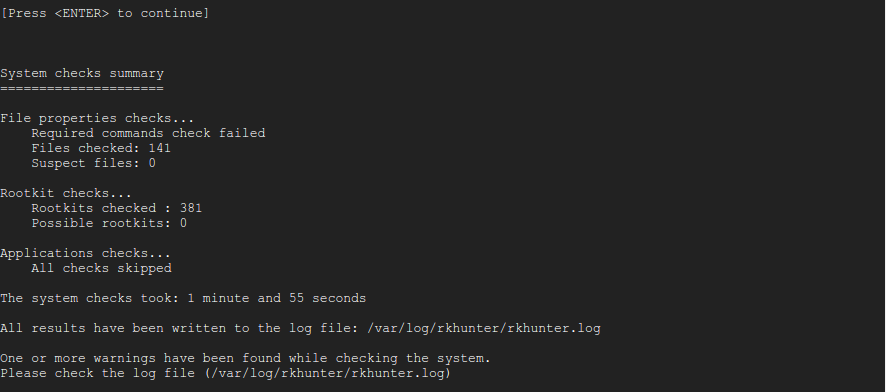 [Press <ENTER> to continue]
System checks summary
=====================
File properties checks...
Required commands check failed
Files checked: 141
Suspect files: 0
Rootkit checks...
Rootkits checked : 381
Possible rootkits: 0
Applications checks...
All checks skipped
The system checks took: 1 minute and 55 seconds
All results have been written to the log file: /var/log/rkhunter/rkhunter.log
One or more warnings have been found while checking the system.
Please check the log file (/var/log/rkhunter/rkhunter.log)